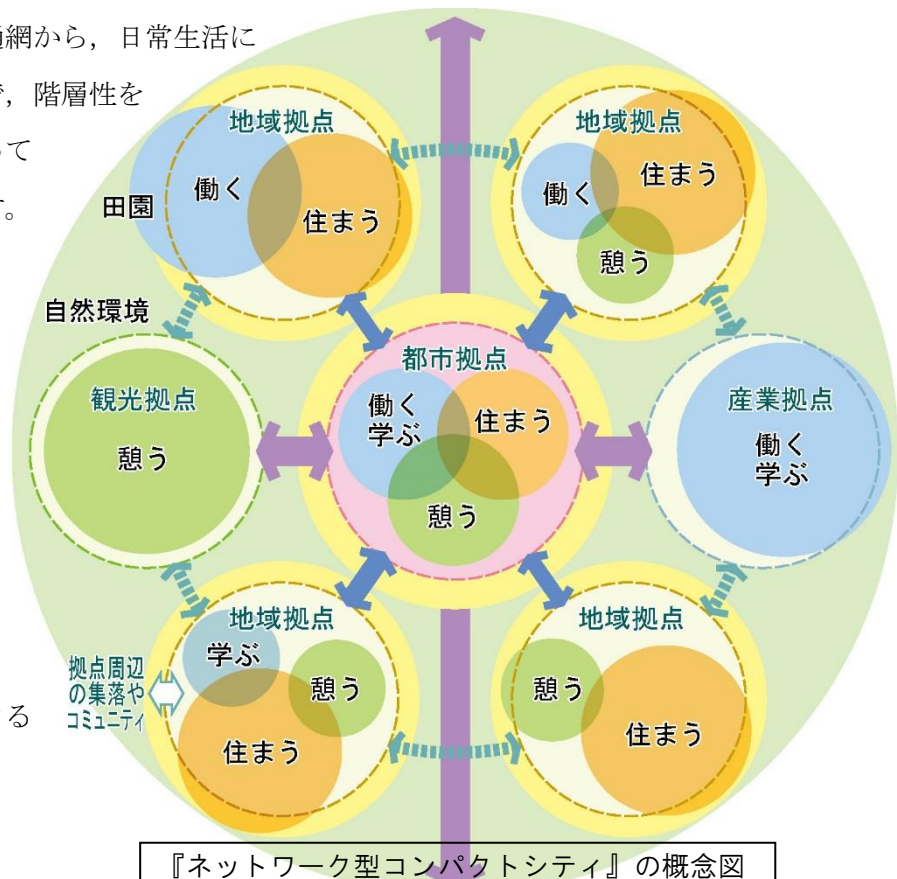 網から，日常生活に
，階層性を
って
。
地域拠点
働く
住まう
地域拠点
働く
住まう
憩う
田園
自然環境
都市拠点
働く
学ぶ
住まう
憩う
観光拠点
憩う
産業拠点
働く
学ぶ
地域拠点
学ぶ
憩う
住まう
地域拠点
憩う
住まう
拠点周辺
の集落や
コミュニティ
る
『ネットワーク型コンパクトシティ』の概念図